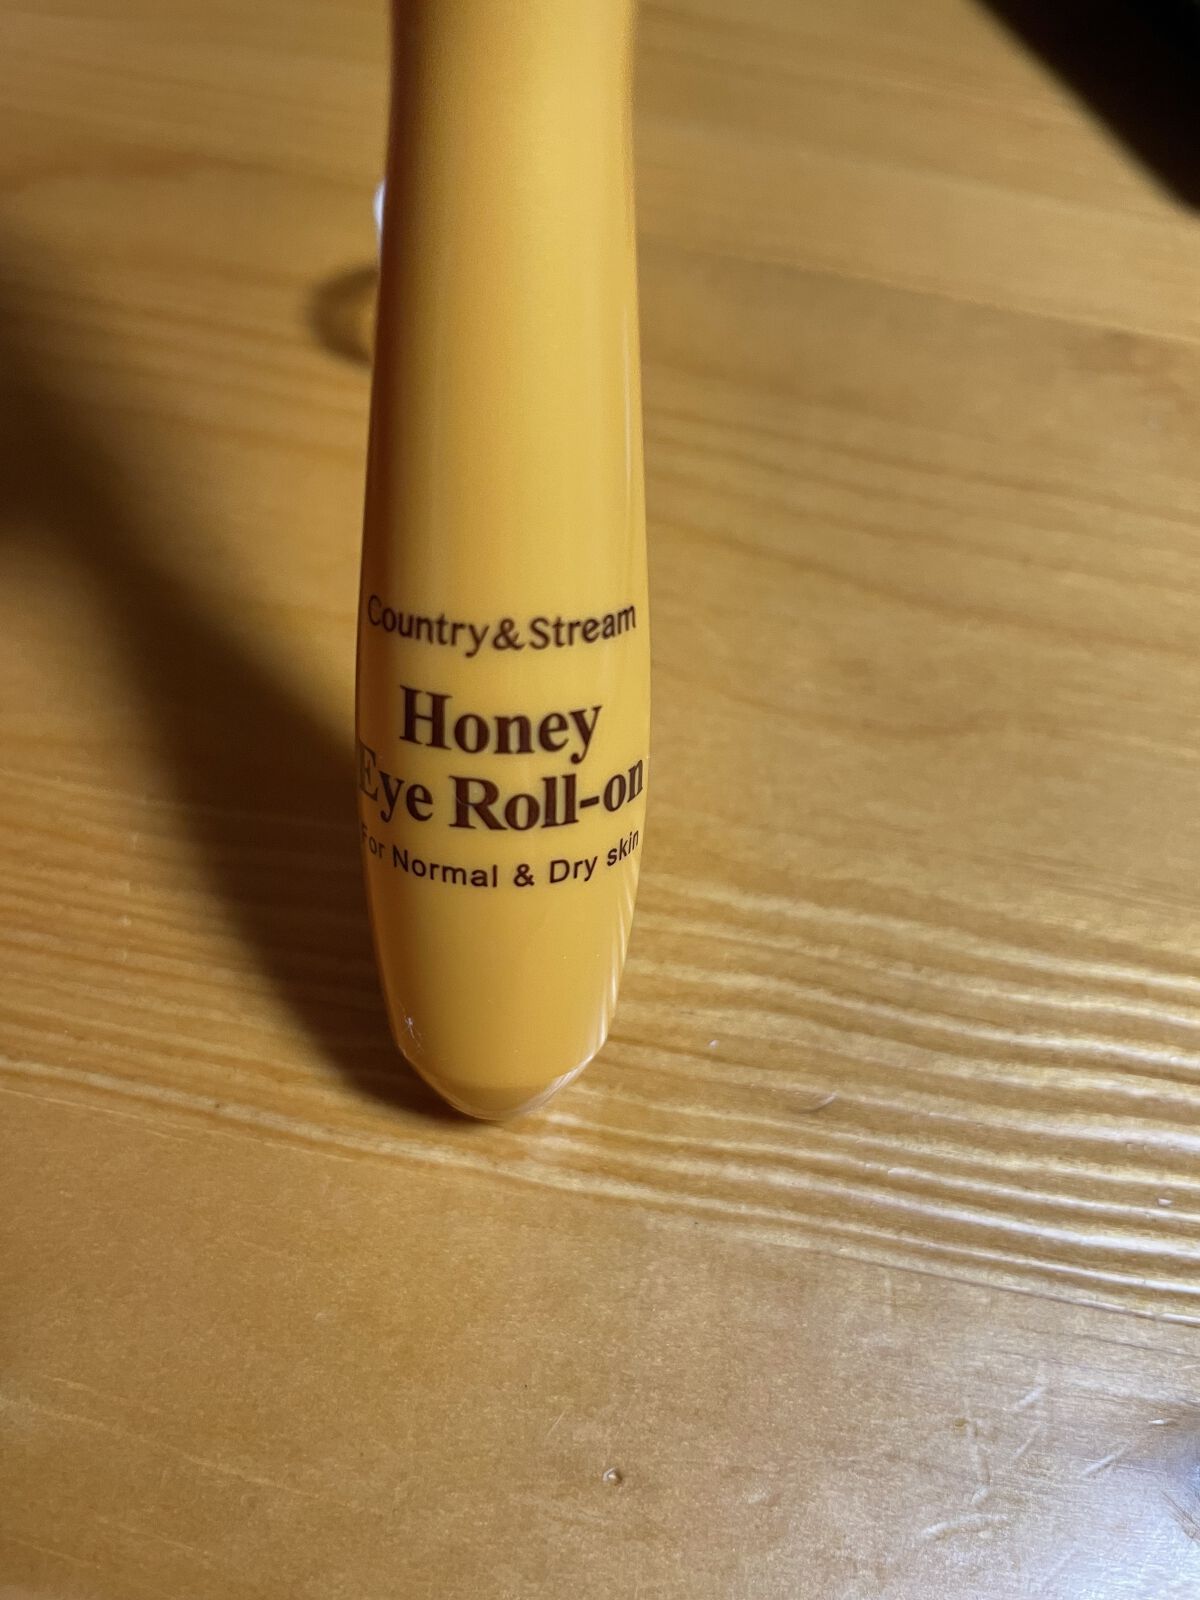 Country&Stream
Honey
Eye Roll-on
For Normal & Dry skin